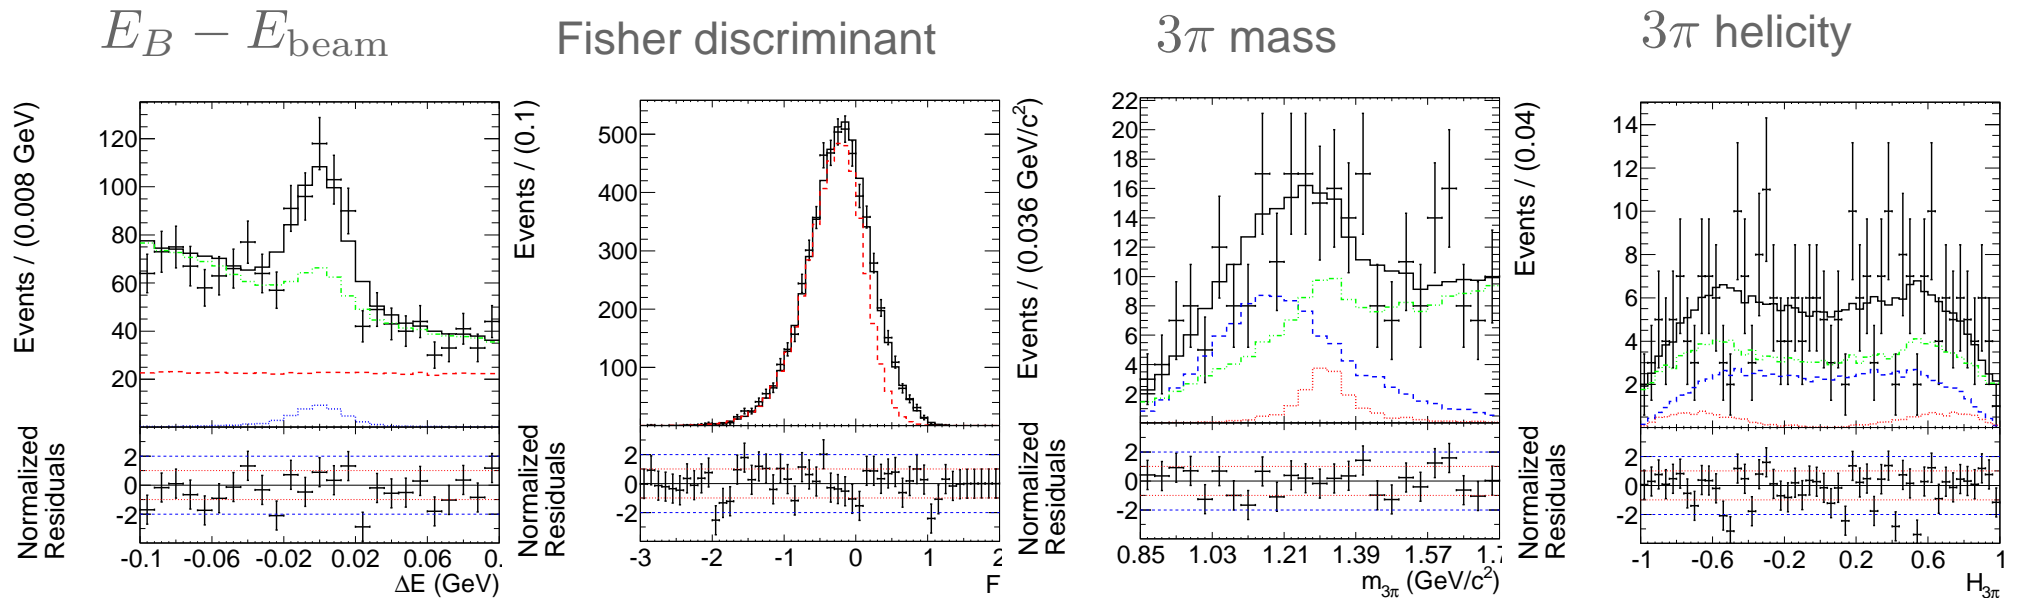 E_B − E_beam
Fisher discriminant
3π mass
3π helicity
Events / (0.008 GeV)
120
100
80
60
40
20
Normalized
Residuals
2
0
-2
-0.1 -0.06 -0.02 0.02 0.06 0.
ΔE (GeV)
Events / (0.1)
500
400
300
200
100
Normalized
Residuals
2
0
-2
-3 -2 -1 0 1 2
F
Events / (0.036 GeV/c²)
22
20
18
16
14
12
10
8
6
4
2
Normalized
Residuals
2
0
-2
0.85 1.03 1.21 1.39 1.57 1.7
m_3π (GeV/c²)
Events / (0.04)
14
12
10
8
6
4
2
Normalized
Residuals
2
0
-2
-1 -0.6 -0.2 0.2 0.6 1
H_3π